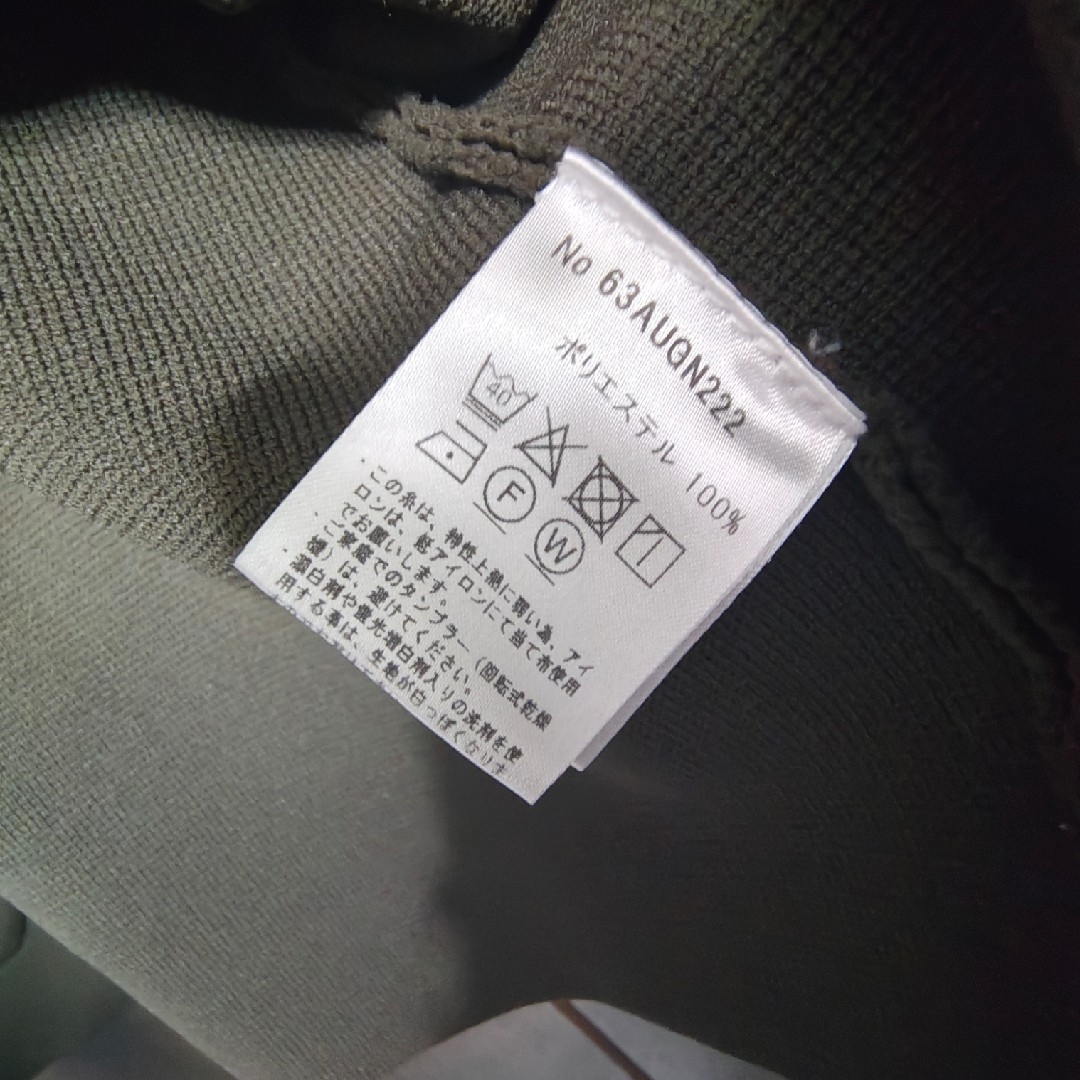 No 63AUGN222
ポリエステル 100%
40
F
W
・この糸は、特性上熱に弱い為、アイ
ロンは、低アイロンにて当て布使用
でお願いします。
・ご家庭でのタンブラー（回転式乾燥
機）は、避けてください。
・漂白剤や蛍光増白剤入りの洗剤を使
用する事は、生地が白っぽくなりま